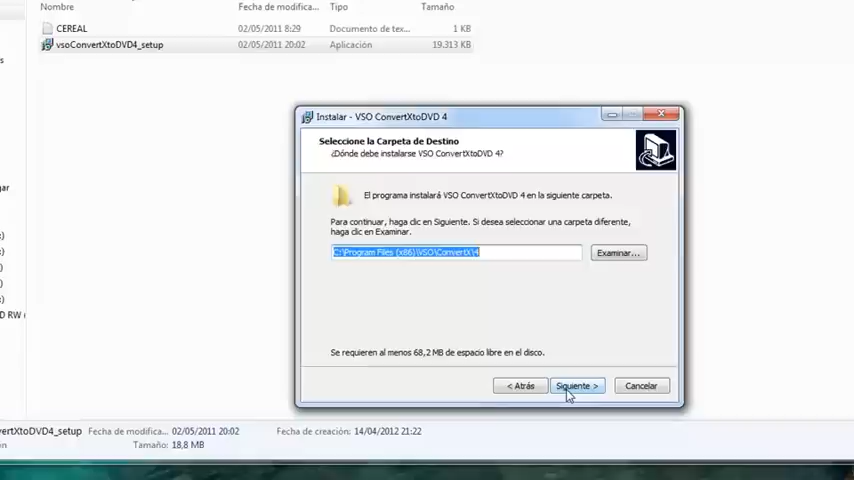 Nombre
Fecha de modifica...
Tipo
Tamaño
CEREAL
02/05/2011 8:29
Documento de tex...
1 KB
vsoConvertXtoDVD4_setup
02/05/2011 20:02
Aplicación
19.313 KB
Instalar - VSO ConvertXtoDVD 4
Seleccione la Carpeta de Destino
¿Dónde debe instalarse VSO ConvertXtoDVD 4?
El programa instalará VSO ConvertXtoDVD 4 en la siguiente carpeta.
Para continuar, haga clic en Siguiente. Si desea seleccionar una carpeta diferente,
haga clic en Examinar.
C:\Program Files (x86)\VSO\ConvertX\4
Examinar...
Se requieren al menos 68,2 MB de espacio libre en el disco.
< Atrás
Siguiente >
Cancelar
gar
D RW (
vertXtoDVD4_setup
Fecha de modifica... 02/05/2011 20:02
Fecha de creación: 14/04/2012 21:22
ón
Tamaño: 18,8 MB